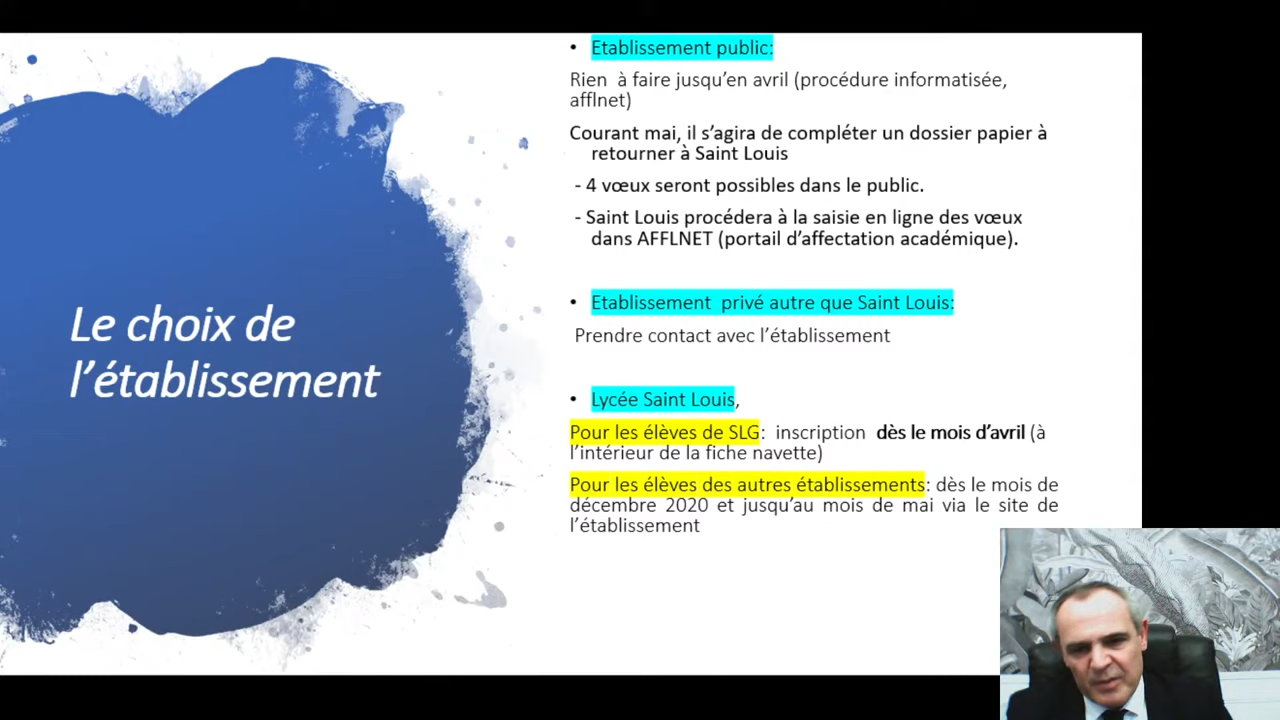 Le choix de
l’établissement
• Etablissement public:
Rien à faire jusqu’en avril (procédure informatisée,
afflnet)
Courant mai, il s’agira de compléter un dossier papier à
retourner à Saint Louis
- 4 vœux seront possibles dans le public.
- Saint Louis procédera à la saisie en ligne des vœux
dans AFFLNET (portail d’affectation académique).
• Etablissement privé autre que Saint Louis:
Prendre contact avec l’établissement
• Lycée Saint Louis,
Pour les élèves de SLG: inscription dès le mois d’avril (à
l’intérieur de la fiche navette)
Pour les élèves des autres établissements: dès le mois de
décembre 2020 et jusqu’au mois de mai via le site de
l’établissement